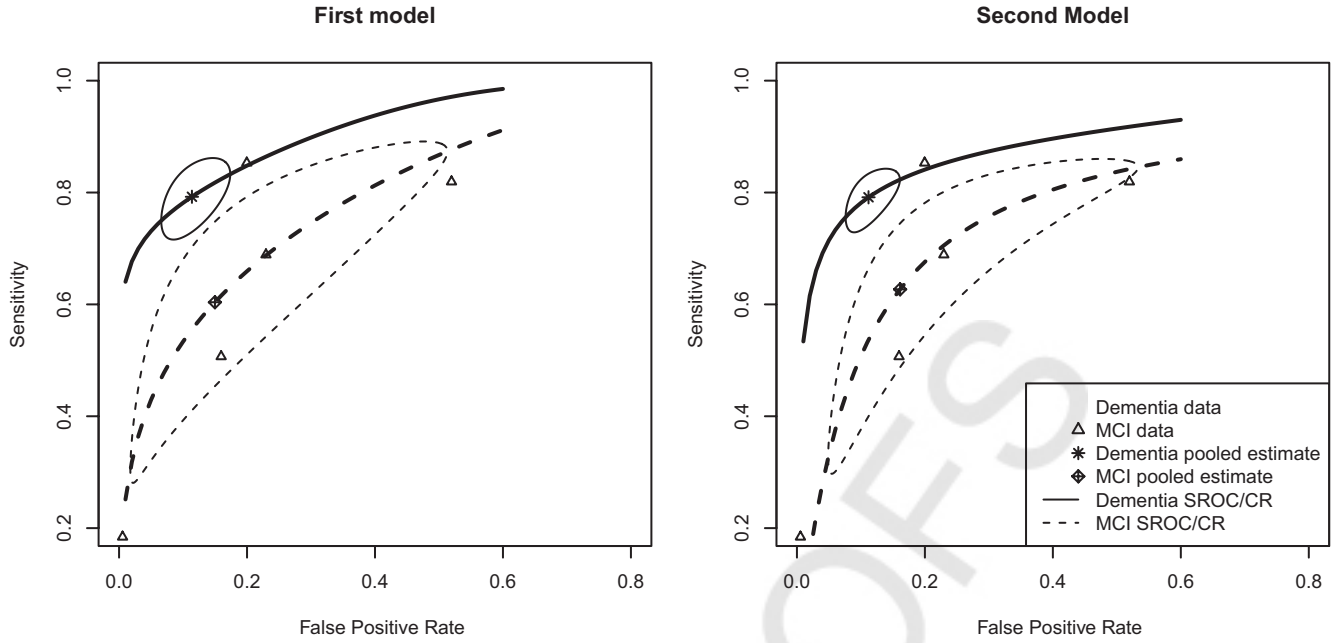 First model
Second Model
1.0
0.8
0.6
0.4
0.2
Sensitivity
0.0 0.2 0.4 0.6 0.8
False Positive Rate
1.0
0.8
0.6
0.4
0.2
Sensitivity
0.0 0.2 0.4 0.6 0.8
False Positive Rate
Dementia data
MCI data
Dementia pooled estimate
MCI pooled estimate
Dementia SROC/CR
MCI SROC/CR
OFS